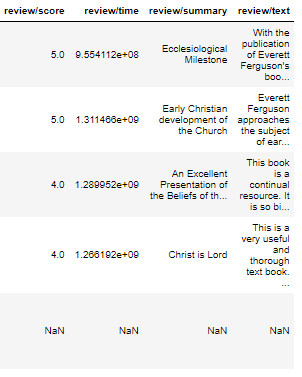 review/score review/time review/summary review/text
With the
publication
5.0 9.554112e+08 Ecclesiological of Everett
Milestone Ferguson's
boo...
Everett
Ferguson
5.0 1.311466e+09 Early Christian approaches
development of the subject
the Church of ear...
This book
An Excellent is a
4.0 1.289952e+09 Presentation of continual
the Beliefs of th... resource. It
is so bi...
This is a
very useful
4.0 1.266192e+09 Christ is Lord and
thorough
text book.
...
NaN NaN NaN NaN